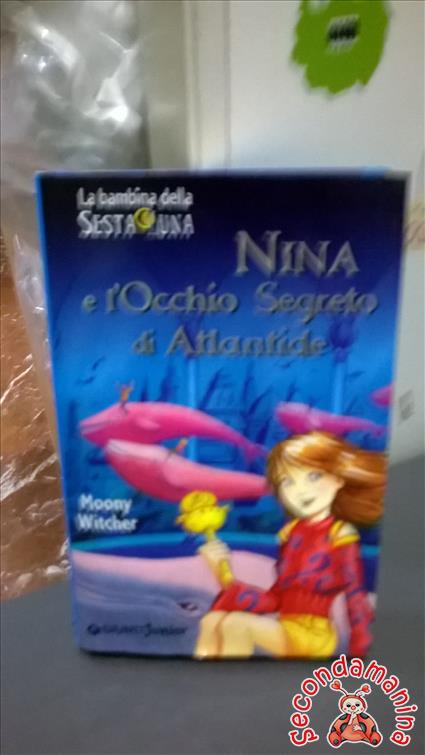 La bambina della
SESTA LUNA
NINA
e l'Occhio Segreto
di Atlantide
Moony
Witcher
GIUNTI Junior
secondamanina